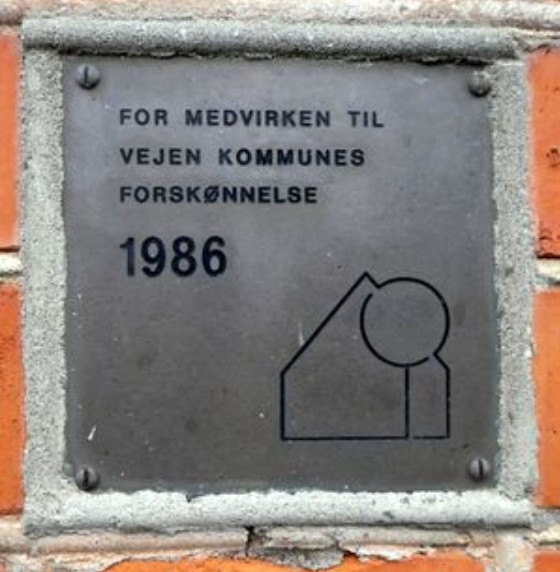 FOR MEDVIRKEN TIL
VEJEN KOMMUNES
FORSKØNNELSE
1986